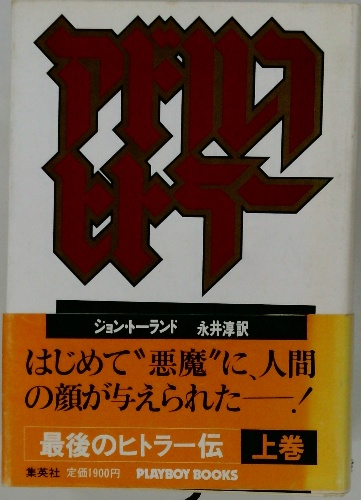 アドルフ
ヒトラー
ジョン・トーランド 永井淳訳
はじめて〝悪魔〟に、人間
の顔が与えられた――!
最後のヒトラー伝 上巻
集英社 定価1900円 PLAYBOY BOOKS